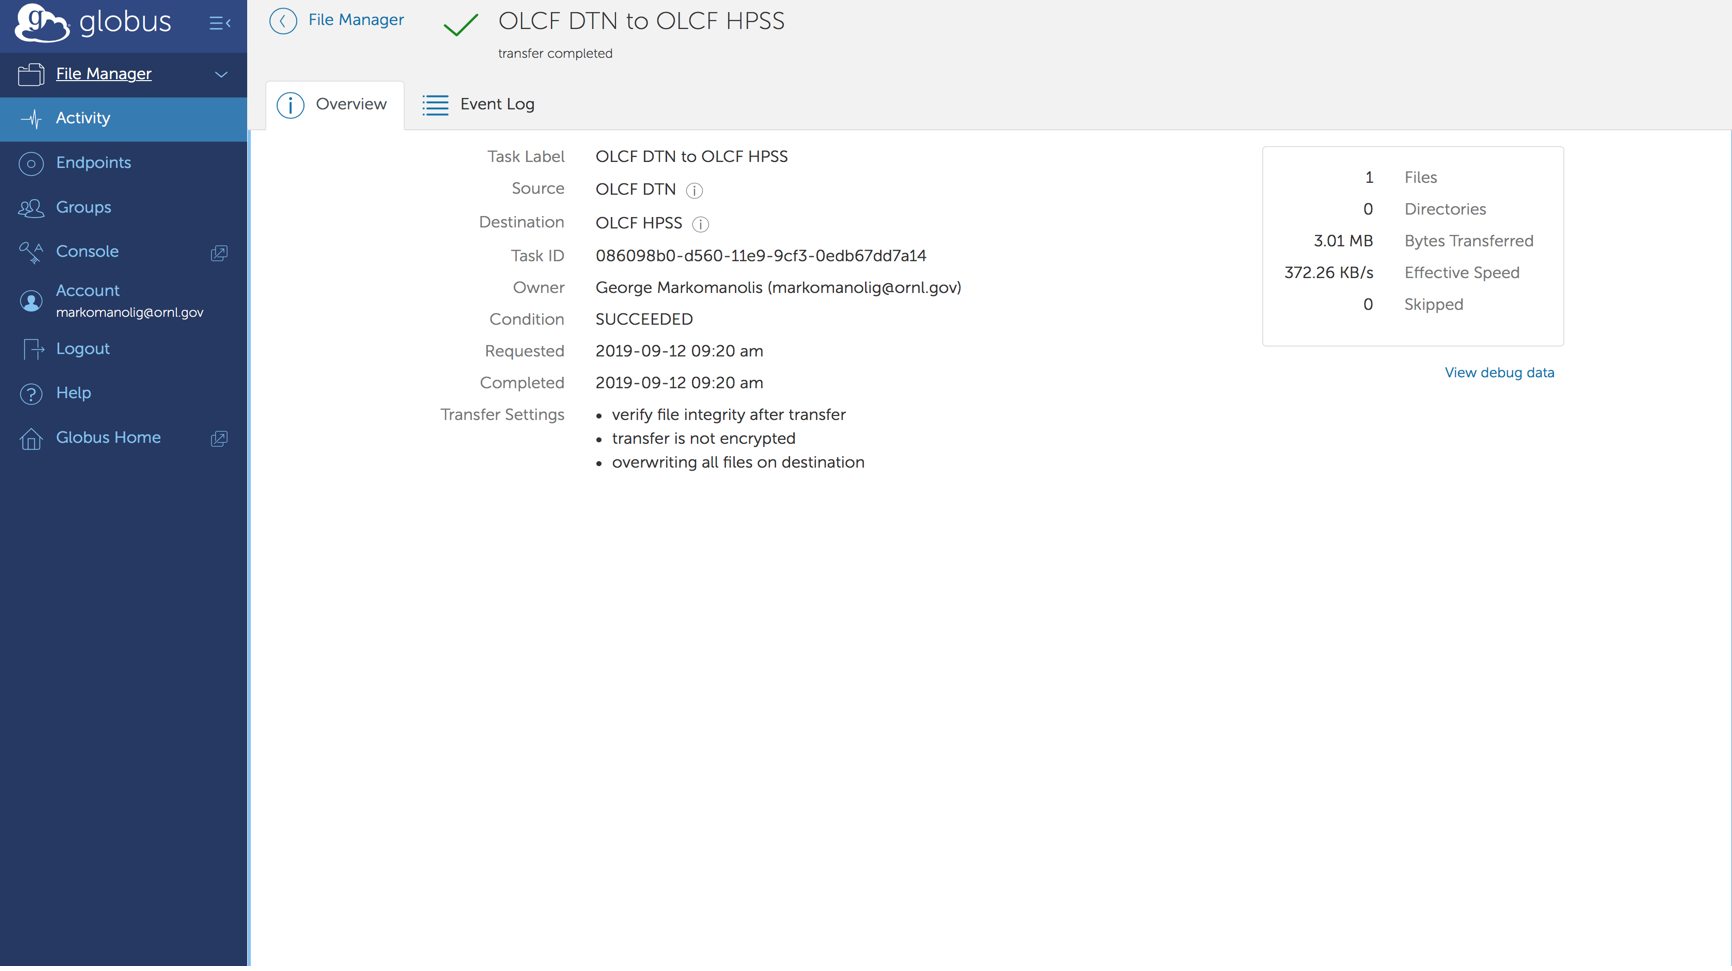 globus
File Manager
Activity
Endpoints
Groups
Console
Account
markomanolig@ornl.gov
Logout
Help
Globus Home
File Manager
OLCF DTN to OLCF HPSS
transfer completed
Overview
Event Log
Task Label OLCF DTN to OLCF HPSS
Source OLCF DTN
Destination OLCF HPSS
Task ID 086098b0-d560-11e9-9cf3-0edb67dd7a14
Owner George Markomanolis (markomanolig@ornl.gov)
Condition SUCCEEDED
Requested 2019-09-12 09:20 am
Completed 2019-09-12 09:20 am
Transfer Settings • verify file integrity after transfer
• transfer is not encrypted
• overwriting all files on destination
1 Files
0 Directories
3.01 MB Bytes Transferred
372.26 KB/s Effective Speed
0 Skipped
View debug data